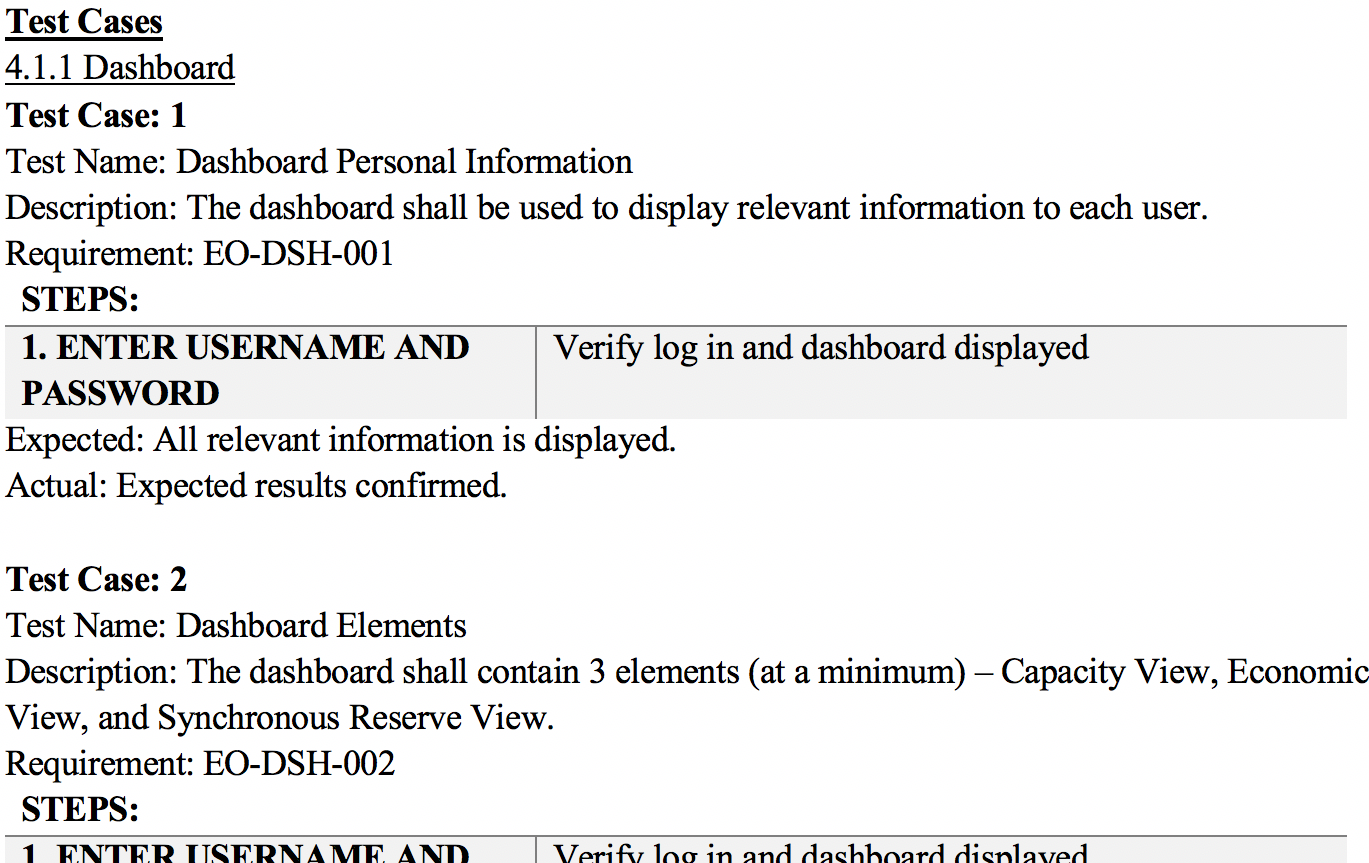 Test Cases
4.1.1 Dashboard
Test Case: 1
Test Name: Dashboard Personal Information
Description: The dashboard shall be used to display relevant information to each user.
Requirement: EO-DSH-001
STEPS:
1. ENTER USERNAME AND
PASSWORD
Verify log in and dashboard displayed
Expected: All relevant information is displayed.
Actual: Expected results confirmed.
Test Case: 2
Test Name: Dashboard Elements
Description: The dashboard shall contain 3 elements (at a minimum) – Capacity View, Economic
View, and Synchronous Reserve View.
Requirement: EO-DSH-002
STEPS:
1. ENTER USERNAME AND
Verify log in and dashboard displayed